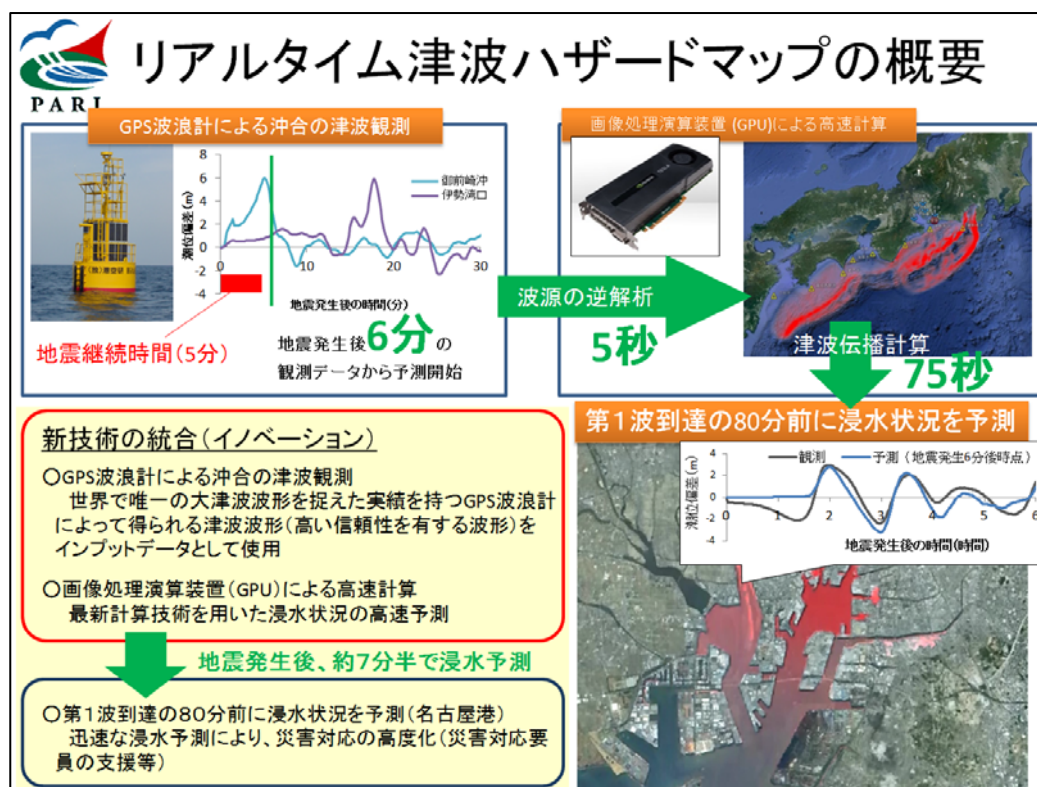 PARI
リアルタイム津波ハザードマップの概要
GPS波浪計による沖合の津波観測
潮位偏差(m)
8
6
4
2
0
-2
-4
御前崎沖
伊勢湾口
0
10
20
30
地震発生後の時間(分)
地震継続時間(5分)
地震発生後6分の
観測データから予測開始
波源の逆解析
5秒
画像処理演算装置(GPU)による高速計算
津波伝播計算
75秒
新技術の統合(イノベーション)
○GPS波浪計による沖合の津波観測
世界で唯一の大津波波形を捉えた実績を持つGPS波浪計
によって得られる津波波形(高い信頼性を有する波形)を
インプットデータとして使用
○画像処理演算装置(GPU)による高速計算
最新計算技術を用いた浸水状況の高速予測
地震発生後、約7分半で浸水予測
○第1波到達の80分前に浸水状況を予測(名古屋港)
迅速な浸水予測により、災害対応の高度化(災害対応要
員の支援等)
第1波到達の80分前に浸水状況を予測
潮位偏差(m)
4
2
0
-2
-4
観測
予測(地震発生6分後時点)
0
1
2
3
4
5
6
地震発生後の時間(時間)